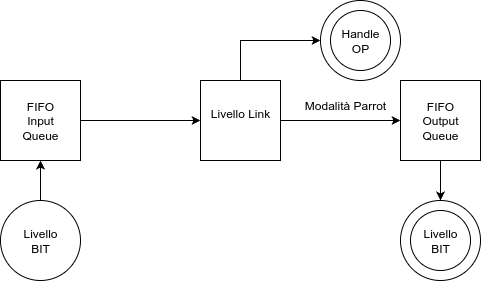 Handle
OP
FIFO
Input
Queue
Livello Link
Modalità Parrot
FIFO
Output
Queue
Livello
BIT
Livello
BIT